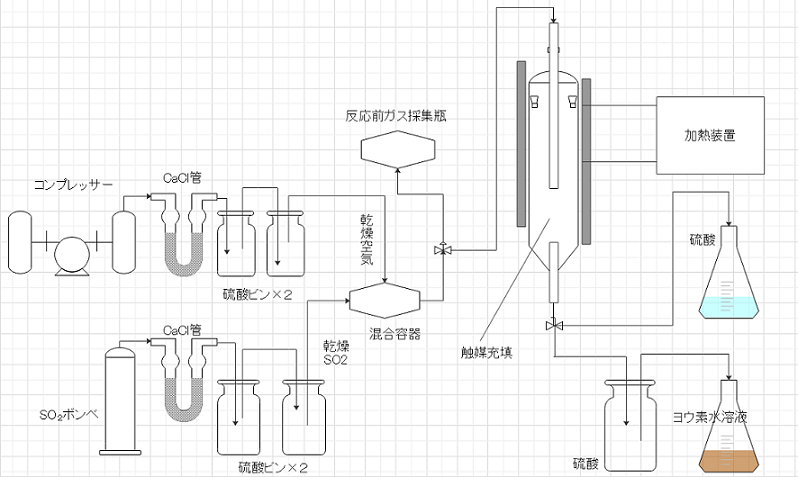 反応前ガス採集瓶
加熱装置
CaCl管
コンプレッサー
乾燥空気
硫酸
硫酸ビン×2
混合容器
CaCl管
乾燥
SO2
触媒充填
SO₂ボンベ
ヨウ素水溶液
硫酸ビン×2
硫酸